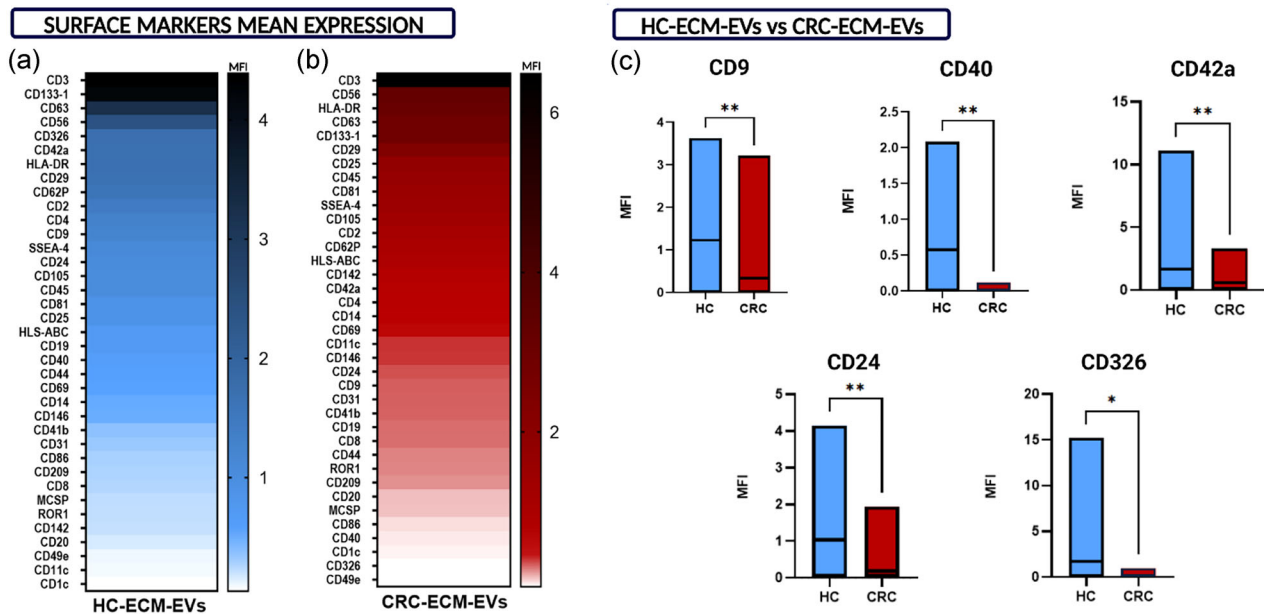 SURFACE MARKERS MEAN EXPRESSION
HC-ECM-EVs vs CRC-ECM-EVs
(a)
MFI
CD3
CD133-1
CD63
CD56
CD326
CD42a
HLA-DR
CD29
CD62P
CD2
CD4
CD9
SSEA-4
CD24
CD105
CD45
CD81
CD25
HLS-ABC
CD19
CD40
CD44
CD69
CD14
CD146
CD41b
CD31
CD86
CD209
CD8
MCSP
ROR1
CD142
CD20
CD49e
CD11c
CD1c
4
3
2
1
HC-ECM-EVs
(b)
MFI
CD3
CD56
HLA-DR
CD63
CD133-1
CD29
CD25
CD45
CD81
SSEA-4
CD105
CD2
CD62P
HLS-ABC
CD142
CD42a
CD4
CD14
CD69
CD11c
CD146
CD24
CD9
CD31
CD41b
CD19
CD8
CD44
ROR1
CD209
CD20
MCSP
CD86
CD40
CD1c
CD326
CD49e
6
4
2
CRC-ECM-EVs
(c)
CD9
**
MFI
4
3
2
1
0
HC CRC
CD40
**
MFI
2.5
2.0
1.5
1.0
0.5
0.0
HC CRC
CD42a
**
MFI
15
10
5
0
HC CRC
CD24
**
MFI
5
4
3
2
1
0
HC CRC
CD326
*
MFI
20
15
10
5
0
HC CRC